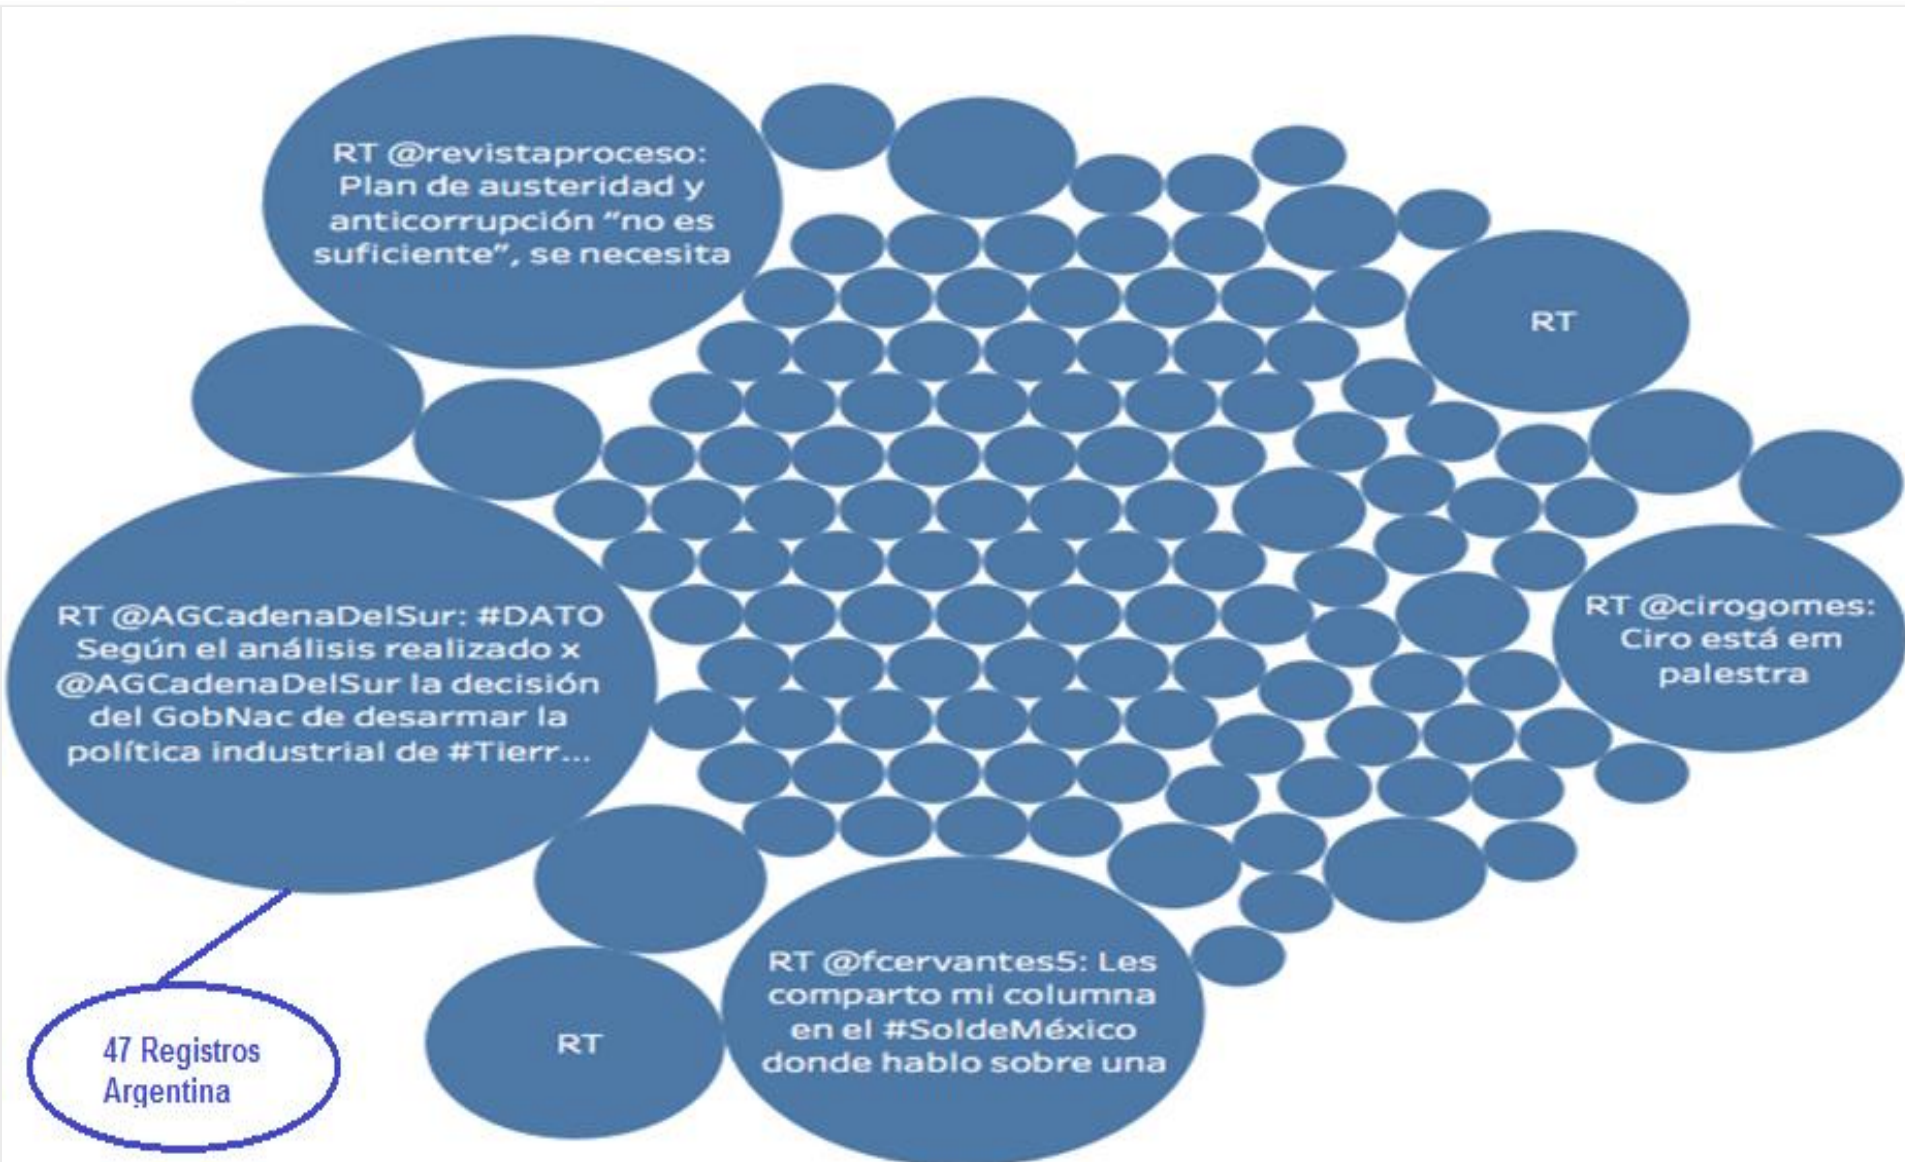 RT @revistaproceso:
Plan de austeridad y
anticorrupción “no es
suficiente”, se necesita
RT
RT @AGCadenaDelSur: #DATO
Según el análisis realizado x
@AGCadenaDelSur la decisión
del GobNac de desarmar la
política industrial de #Tierr...
RT @cirogomes:
Ciro está em
palestra
RT @fcervantes5: Les
comparto mi columna
en el #SoldeMéxico
donde hablo sobre una
RT
47 Registros
Argentina